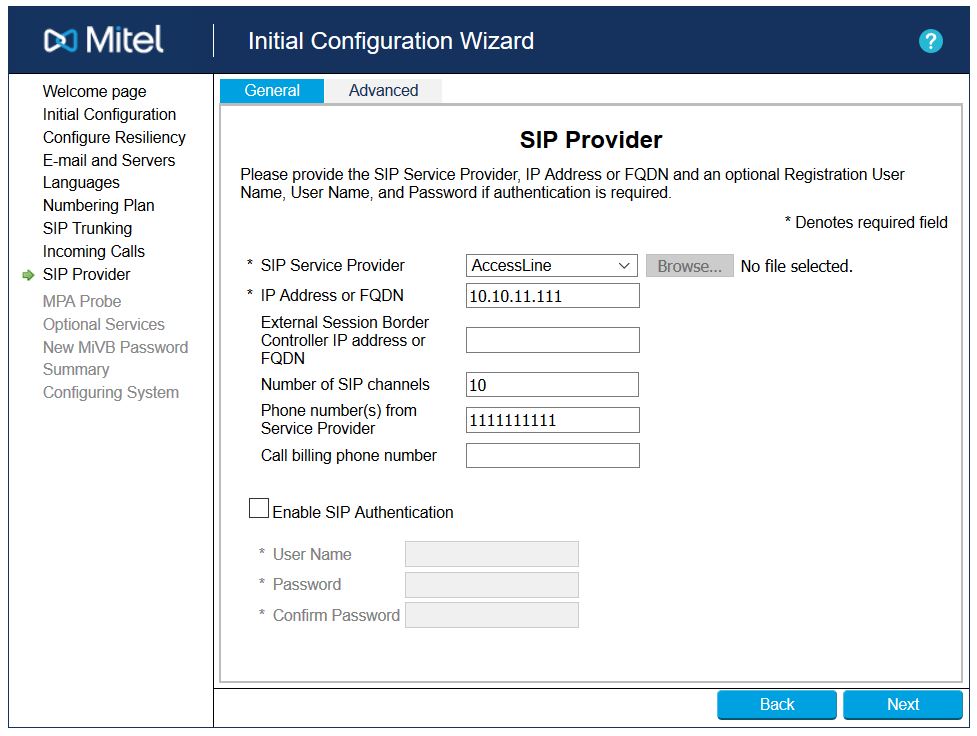 Mitel
Initial Configuration Wizard
?
Welcome page
Initial Configuration
Configure Resiliency
E-mail and Servers
Languages
Numbering Plan
SIP Trunking
Incoming Calls
SIP Provider
MPA Probe
Optional Services
New MiVB Password
Summary
Configuring System
General
Advanced
SIP Provider
Please provide the SIP Service Provider, IP Address or FQDN and an optional Registration User
Name, User Name, and Password if authentication is required.
* Denotes required field
* SIP Service Provider
AccessLine
Browse...
No file selected.
* IP Address or FQDN
10.10.11.111
External Session Border
Controller IP address or
FQDN
Number of SIP channels
10
Phone number(s) from
Service Provider
1111111111
Call billing phone number
Enable SIP Authentication
* User Name
* Password
* Confirm Password
Back
Next